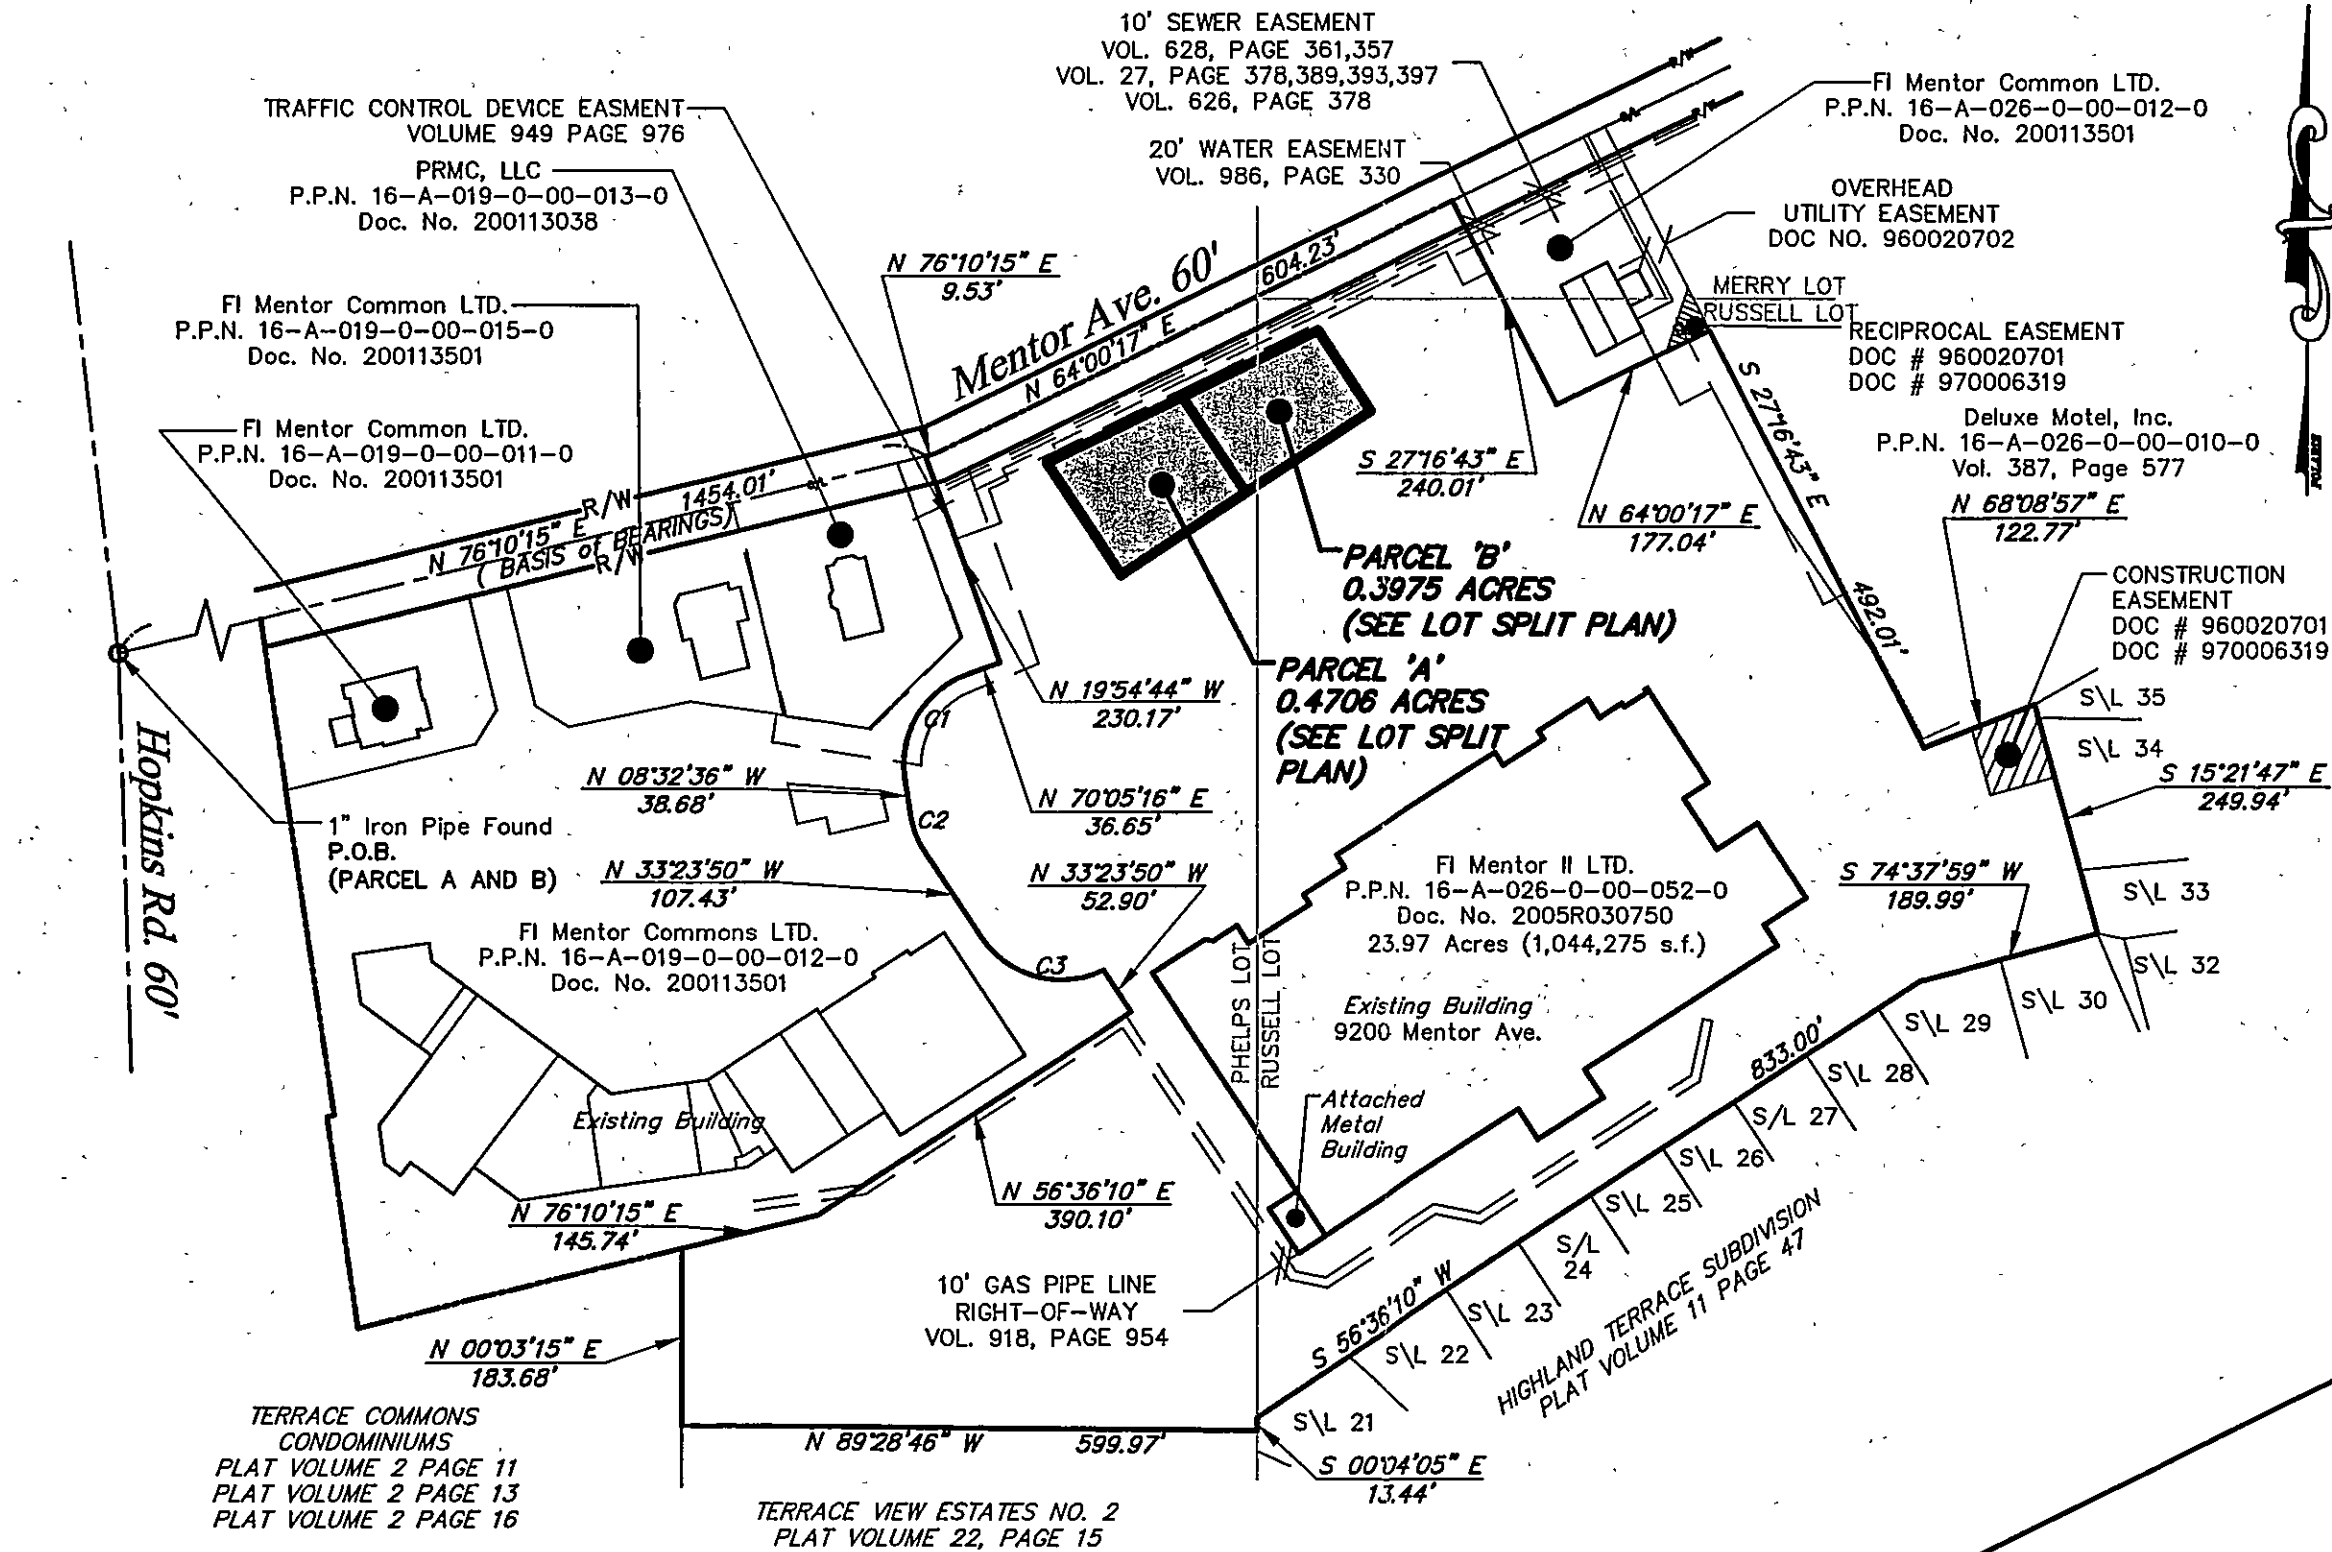 10' SEWER EASEMENT
VOL. 628, PAGE 361,357
VOL. 27, PAGE 378,389,393,397
VOL. 626, PAGE 378
TRAFFIC CONTROL DEVICE EASMENT
VOLUME 949 PAGE 976
PRMC, LLC
P.P.N. 16-A-019-0-00-013-0
Doc. No. 200113038
20' WATER EASEMENT
VOL. 986, PAGE 330
FI Mentor Common LTD.
P.P.N. 16-A-026-0-00-012-0
Doc. No. 200113501
OVERHEAD
UTILITY EASEMENT
DOC NO. 960020702
MERRY LOT
RUSSELL LOT
RECIPROCAL EASEMENT
DOC # 960020701
DOC # 970006319
Deluxe Motel, Inc.
P.P.N. 16-A-026-0-00-010-0
Vol. 387, Page 577
FI Mentor Common LTD.
P.P.N. 16-A-019-0-00-015-0
Doc. No. 200113501
FI Mentor Common LTD.
P.P.N. 16-A-019-0-00-011-0
Doc. No. 200113501
N 76°10'15" E
9.53'
Mentor Ave. 60'
604.23'
N 64°00'17" E
R/W
R/W
R/W
1454.01'
N 76°10'15" E
( BASIS of BEARINGS)
R/W
S 27°16'43" E
240.01'
N 64°00'17" E
177.04'
S 27°16'43" E
492.01'
N 68°08'57" E
122.77'
POLARIS
CONSTRUCTION
EASEMENT
DOC # 960020701
DOC # 970006319
PARCEL 'B'
0.3975 ACRES
(SEE LOT SPLIT PLAN)
PARCEL 'A'
0.4706 ACRES
(SEE LOT SPLIT
PLAN)
N 19°54'44" W
230.17'
C1
N 08°32'36" W
38.68'
N 70°05'16" E
36.65'
C2
Hopkins Rd. 60'
1" Iron Pipe Found
P.O.B.
(PARCEL A AND B)
N 33°23'50" W
107.43'
N 33°23'50" W
52.90'
C3
FI Mentor Commons LTD.
P.P.N. 16-A-019-0-00-012-0
Doc. No. 200113501
Existing Building
FI Mentor II LTD.
P.P.N. 16-A-026-0-00-052-0
Doc. No. 2005R030750
23.97 Acres (1,044,275 s.f.)
Existing Building
9200 Mentor Ave.
PHELPS LOT
RUSSELL LOT
Attached
Metal
Building
S\L 35
S\L 34
S 15°21'47" E
249.94'
S 74°37'59" W
189.99'
S\L 33
S\L 32
S\L 30
S\L 29
S\L 28
S/L 27
S\L 26
S\L 25
S/L
24
S\L 23
S\L 22
S\L 21
833.00'
S 56°36'10" W
HIGHLAND TERRACE SUBDIVISION
PLAT VOLUME 11 PAGE 47
N 56°36'10" E
390.10'
N 76°10'15" E
145.74'
10' GAS PIPE LINE
RIGHT-OF-WAY
VOL. 918, PAGE 954
N 00°03'15" E
183.68'
N 89°28'46" W 599.97'
S 00°04'05" E
13.44'
TERRACE COMMONS
CONDOMINIUMS
PLAT VOLUME 2 PAGE 11
PLAT VOLUME 2 PAGE 13
PLAT VOLUME 2 PAGE 16
TERRACE VIEW ESTATES NO. 2
PLAT VOLUME 22, PAGE 15